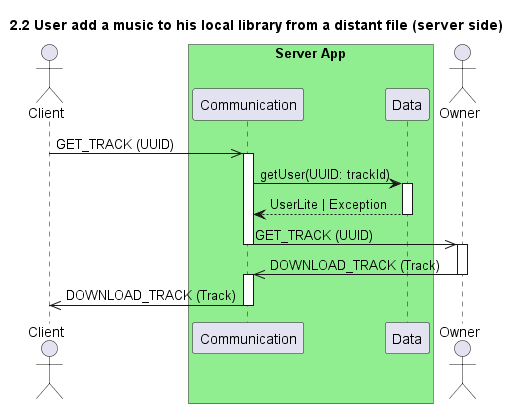 2.2 User add a music to his local library from a distant file (server side)
Server App
Client
Communication
Data
Owner
GET_TRACK (UUID)
getUser(UUID: trackId)
UserLite | Exception
GET_TRACK (UUID)
DOWNLOAD_TRACK (Track)
DOWNLOAD_TRACK (Track)
Client
Communication
Data
Owner